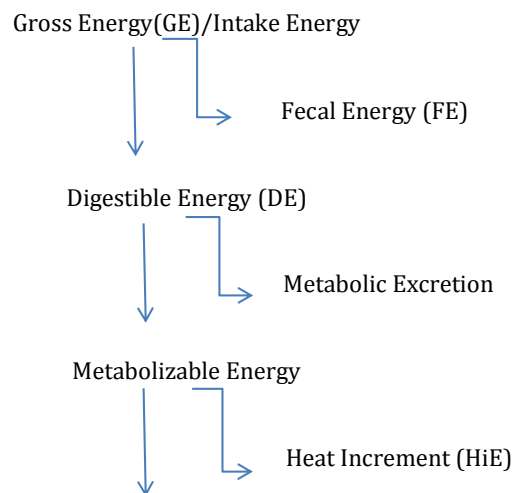 Gross Energy(GE)/Intake Energy
Fecal Energy (FE)
Digestible Energy (DE)
Metabolic Excretion
Metabolizable Energy
Heat Increment (HiE)